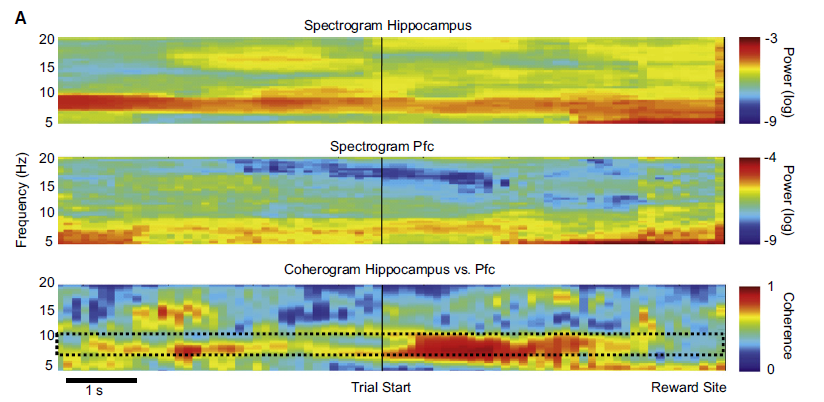 A
Spectrogram Hippocampus
20
15
10
5
-3
-9
Power (log)
Spectrogram Pfc
20
15
10
5
-4
-9
Power (log)
Frequency (Hz)
Coherogram Hippocampus vs. Pfc
20
15
10
5
1
0
Coherence
1 s
Trial Start
Reward Site